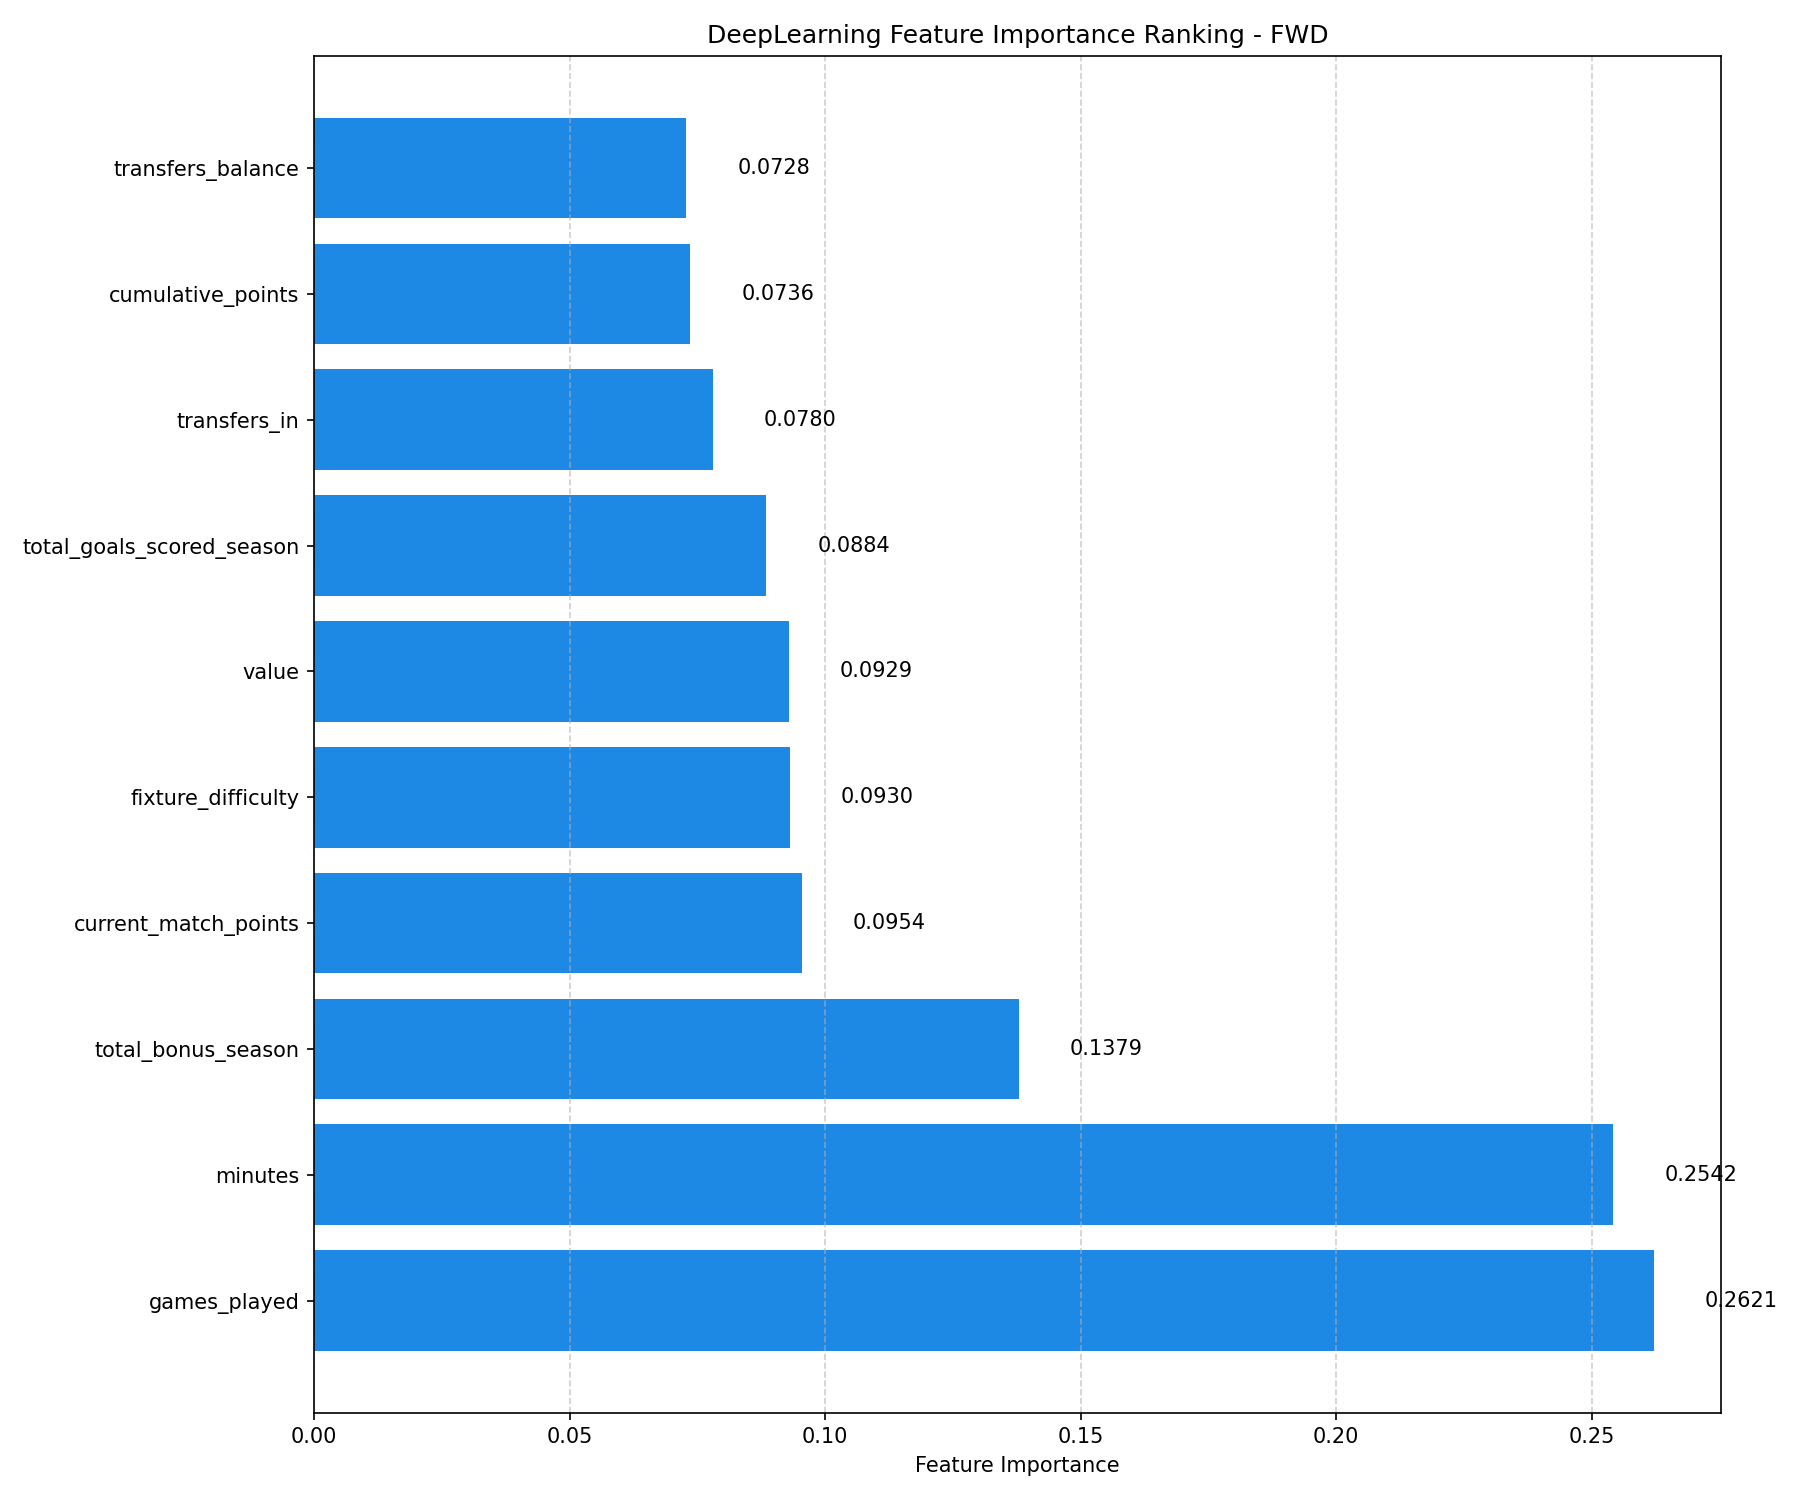 DeepLearning Feature Importance Ranking - FWD
transfers_balance 0.0728
cumulative_points 0.0736
transfers_in 0.0780
total_goals_scored_season 0.0884
value 0.0929
fixture_difficulty 0.0930
current_match_points 0.0954
total_bonus_season 0.1379
minutes 0.2542
games_played 0.2621
0.00 0.05 0.10 0.15 0.20 0.25
Feature Importance